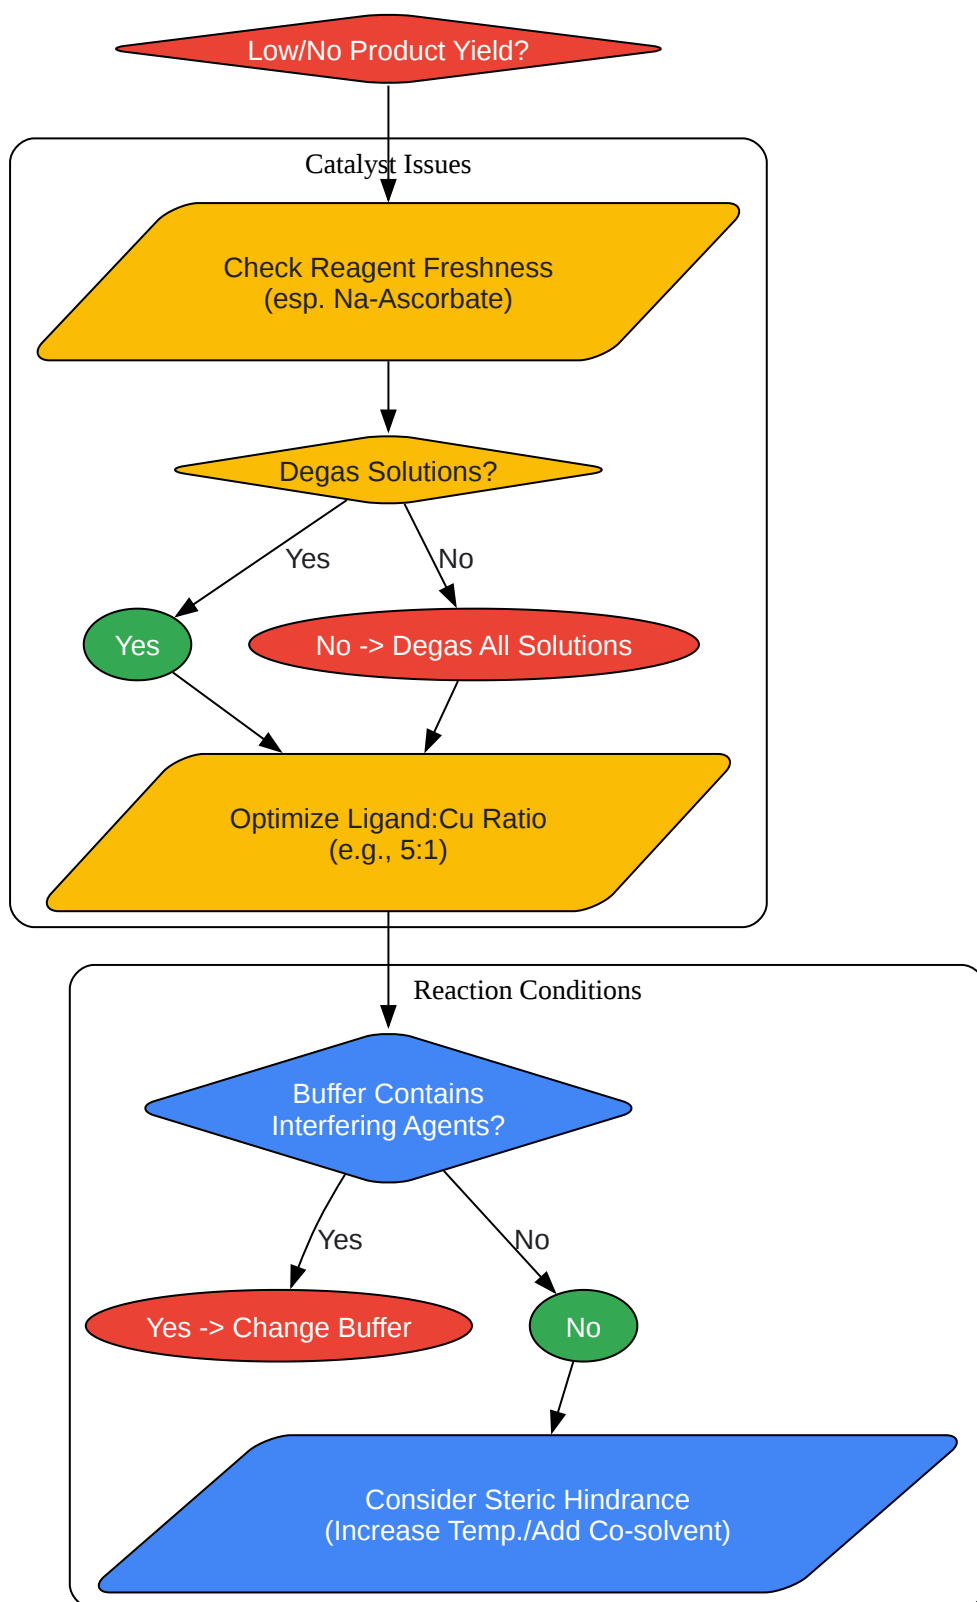 Low/No Product Yield?
Catalyst Issues
Check Reagent Freshness
(esp. Na-Ascorbate)
Degas Solutions?
Yes
No
Yes
No -> Degas All Solutions
Optimize Ligand:Cu Ratio
(e.g., 5:1)
Reaction Conditions
Buffer Contains
Interfering Agents?
Yes
No
Yes -> Change Buffer
No
Consider Steric Hindrance
(Increase Temp./Add Co-solvent)